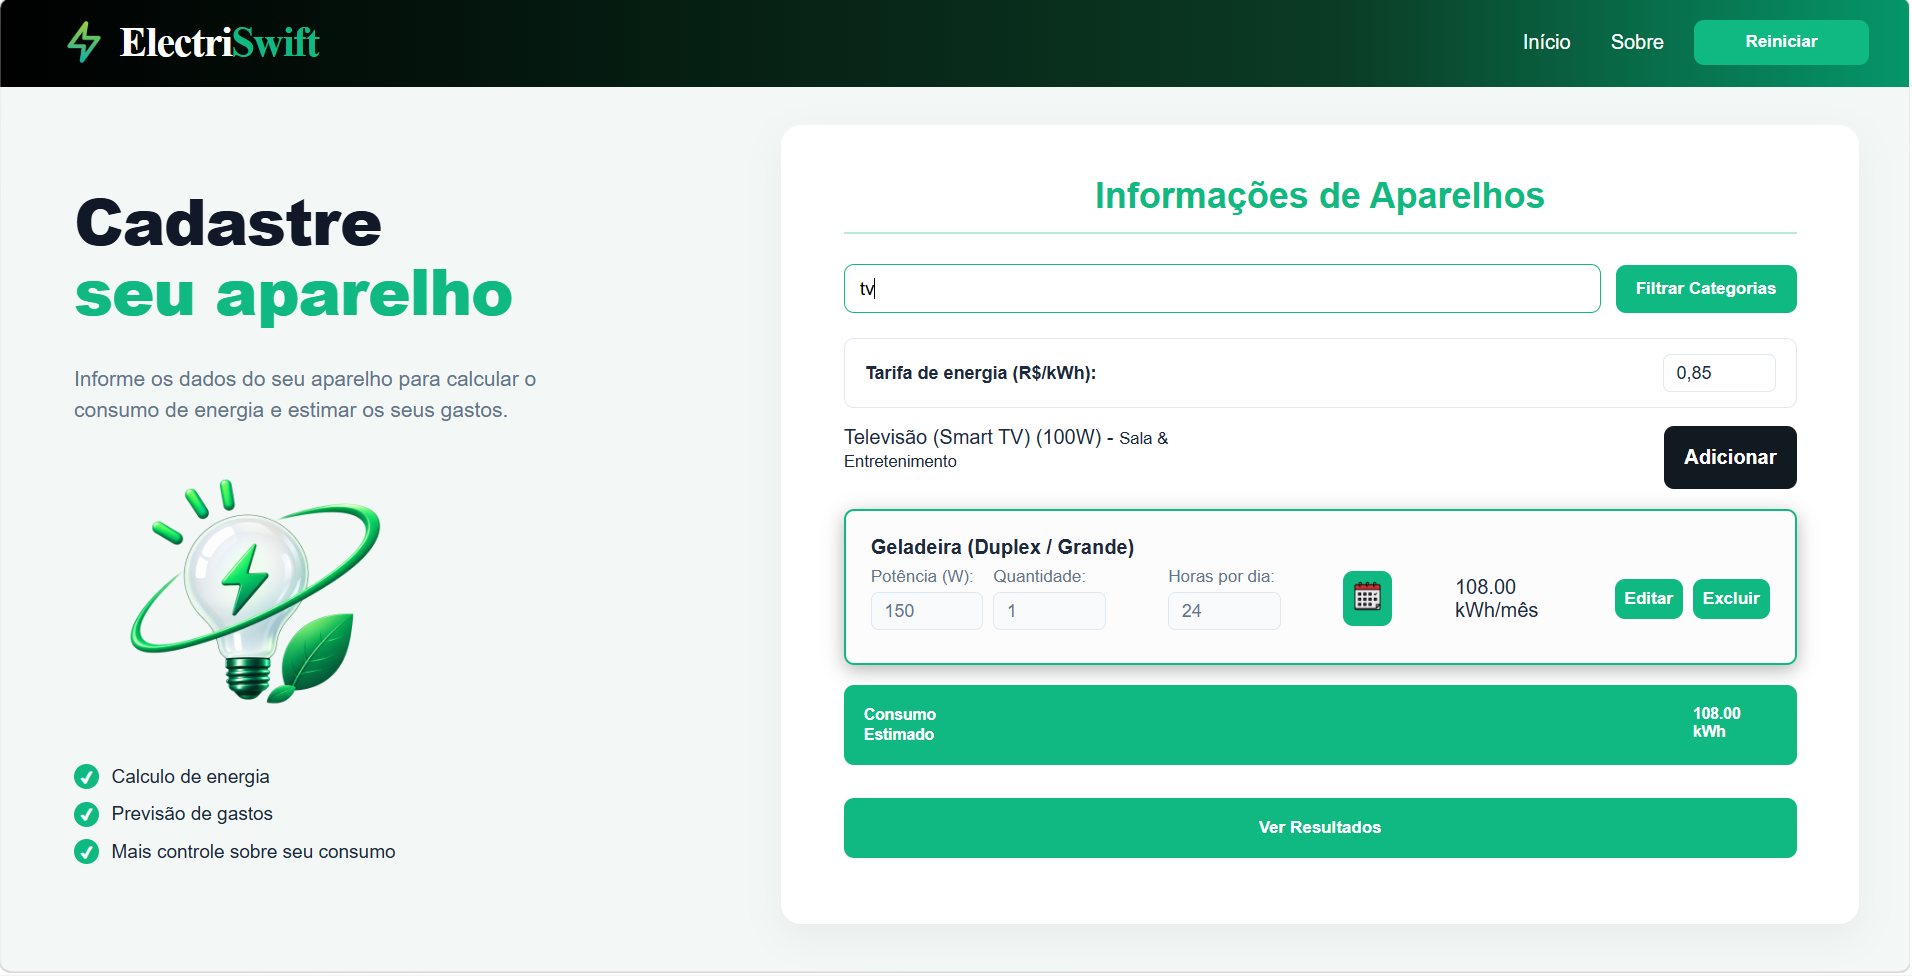 ElectriSwift
Início
Sobre
Reiniciar
Cadastre
seu aparelho
Informe os dados do seu aparelho para calcular o
consumo de energia e estimar os seus gastos.
Calculo de energia
Previsão de gastos
Mais controle sobre seu consumo
Informações de Aparelhos
tv
Filtrar Categorias
Tarifa de energia (R$/kWh):
0,85
Televisão (Smart TV) (100W) - Sala &
Entretenimento
Adicionar
Geladeira (Duplex / Grande)
Potência (W):
Quantidade:
Horas por dia:
150
1
24
108.00
kWh/mês
Editar
Excluir
Consumo
Estimado
108.00
kWh
Ver Resultados